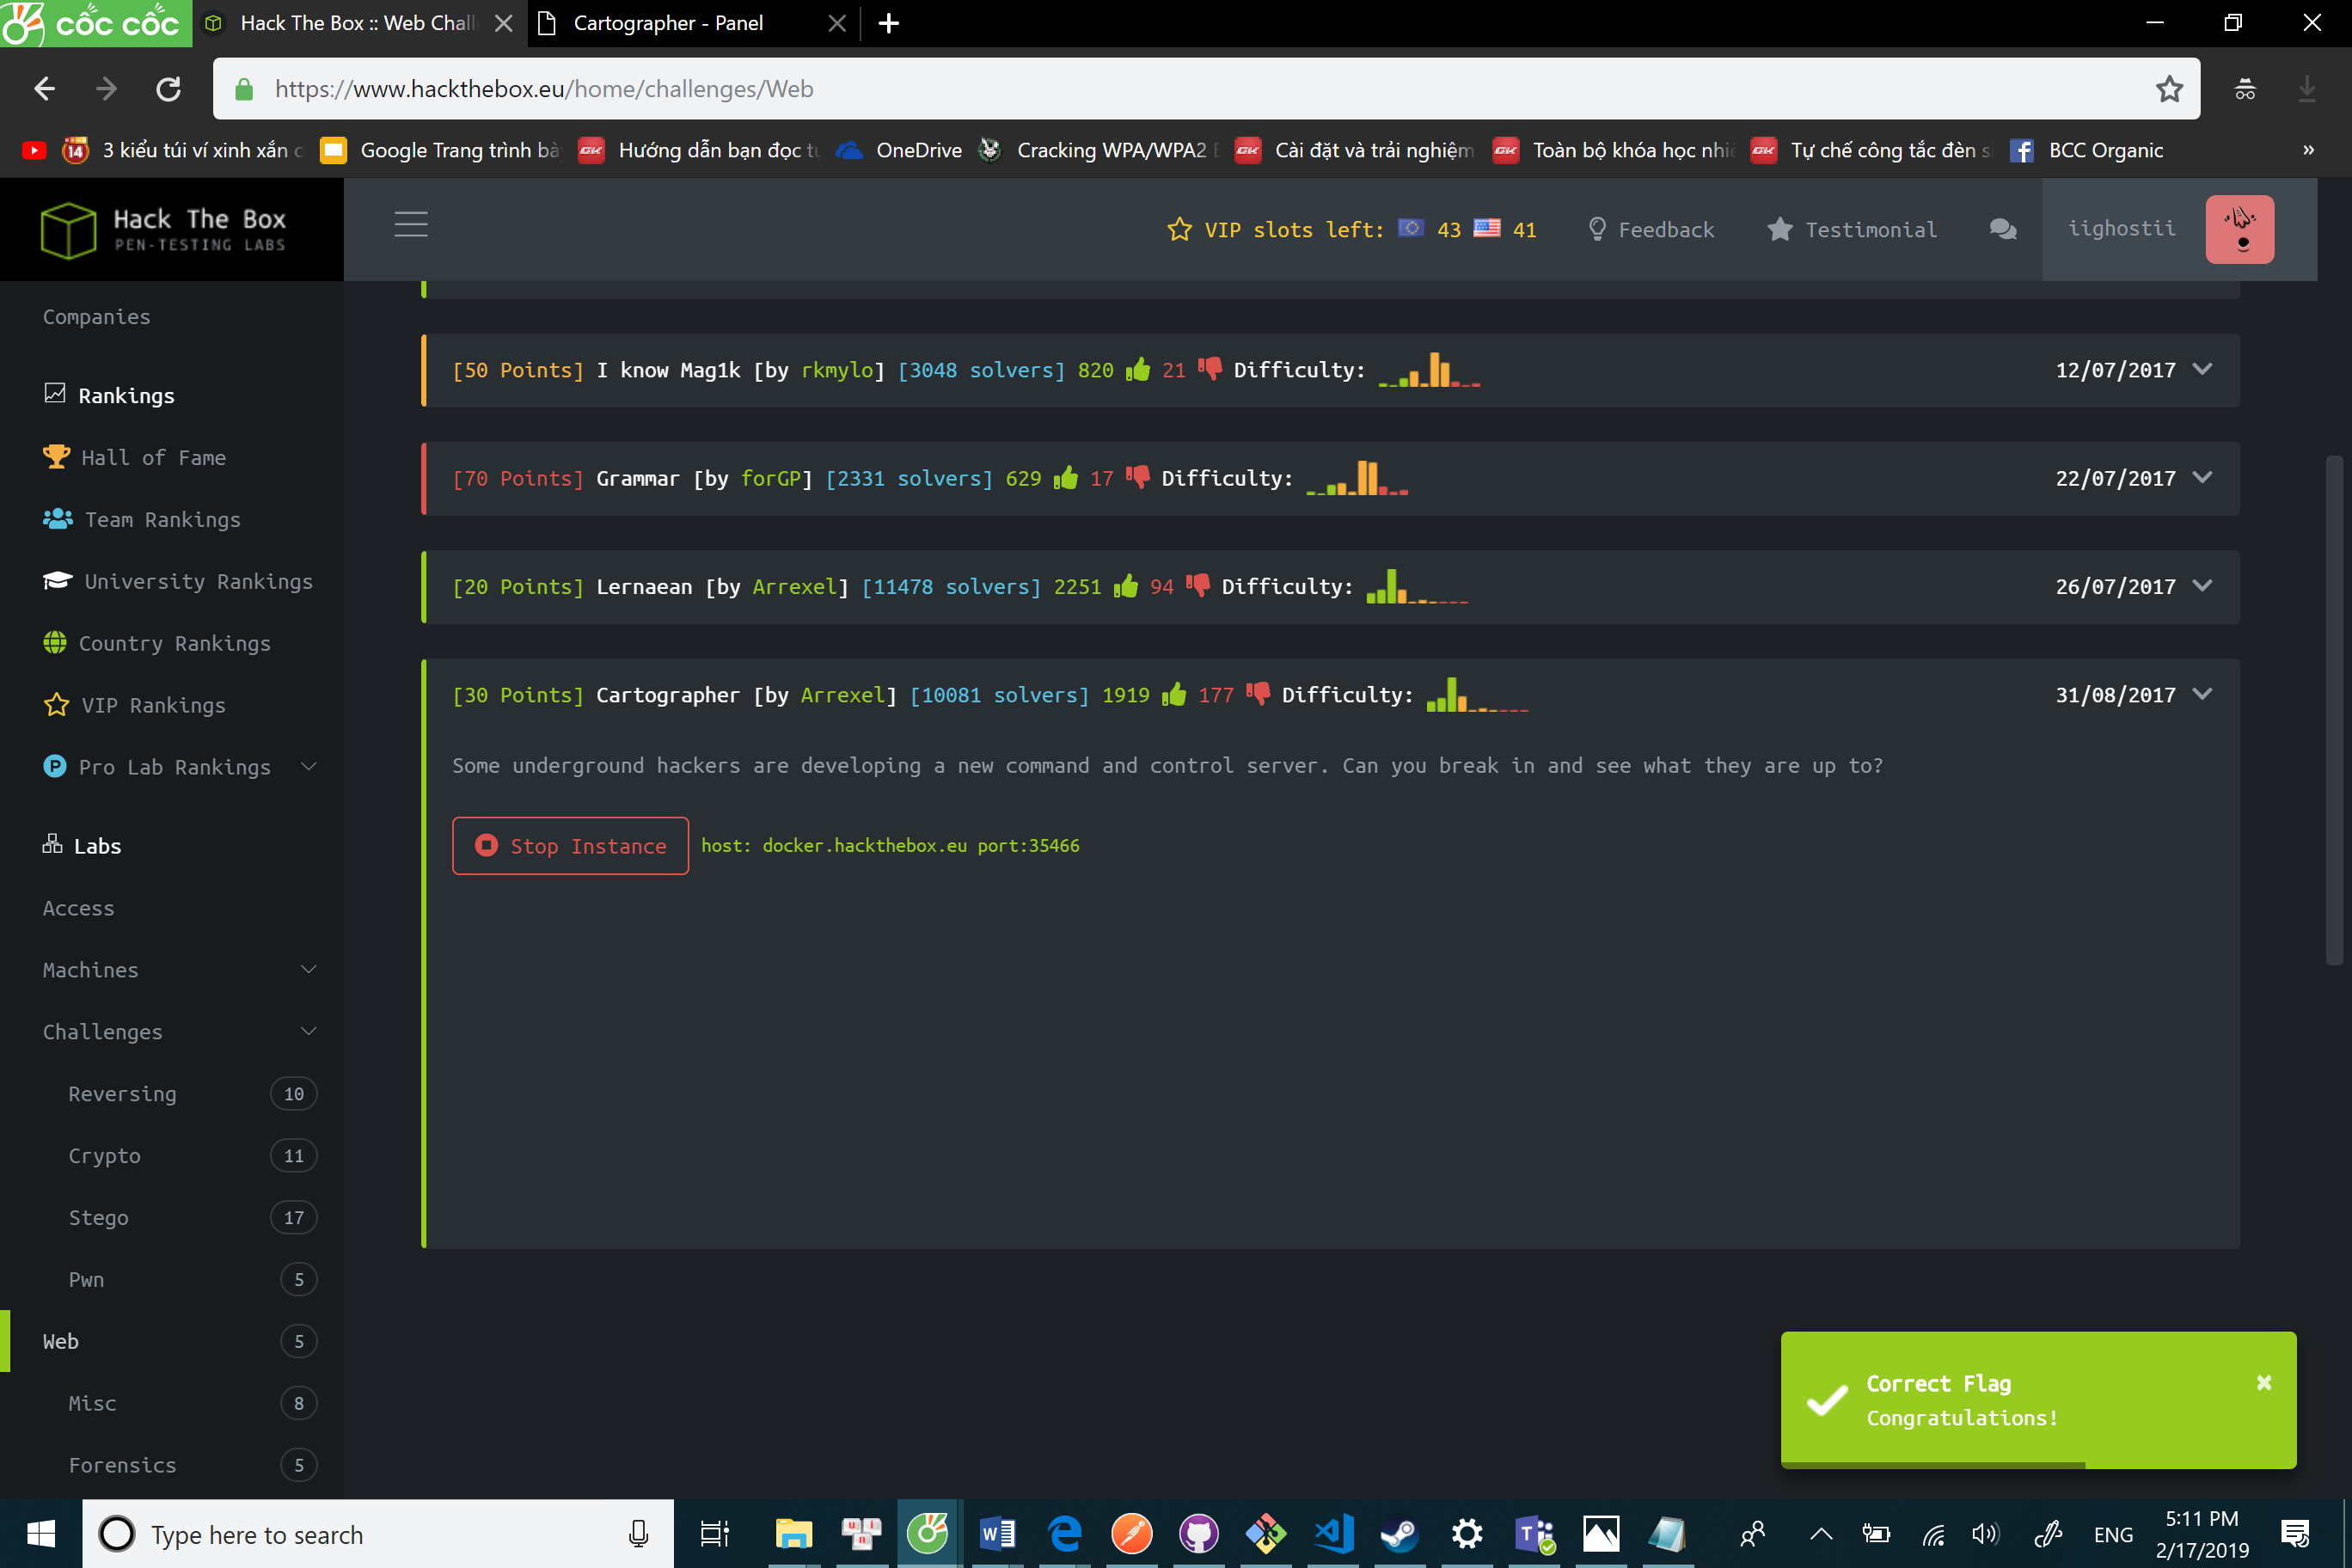 cốc cốc Hack The Box :: Web Chall Cartographer - Panel
https://www.hackthebox.eu/home/challenges/Web
14 3 kiểu túi ví xinh xắn c Google Trang trình bà GK Hướng dẫn bạn đọc tự OneDrive Cracking WPA/WPA2 GK Cài đặt và trải nghiệm GK Toàn bộ khóa học nhi GK Tự chế công tắc đèn s BCC Organic »
Hack The Box
PEN-TESTING LABS
VIP slots left: 43 41 Feedback Testimonial iighostii
Companies
Rankings
Hall of Fame
Team Rankings
University Rankings
Country Rankings
VIP Rankings
Pro Lab Rankings
Labs
Access
Machines
Challenges
Reversing 10
Crypto 11
Stego 17
Pwn 5
Web 5
Misc 8
Forensics 5
[50 Points] I know Mag1k [by rkmylo] [3048 solvers] 820 21 Difficulty: 12/07/2017
[70 Points] Grammar [by forGP] [2331 solvers] 629 17 Difficulty: 22/07/2017
[20 Points] Lernaean [by Arrexel] [11478 solvers] 2251 94 Difficulty: 26/07/2017
[30 Points] Cartographer [by Arrexel] [10081 solvers] 1919 177 Difficulty: 31/08/2017
Some underground hackers are developing a new command and control server. Can you break in and see what they are up to?
Stop Instance host: docker.hackthebox.eu port:35466
Correct Flag
Congratulations!
Type here to search
ENG
5:11 PM
2/17/2019